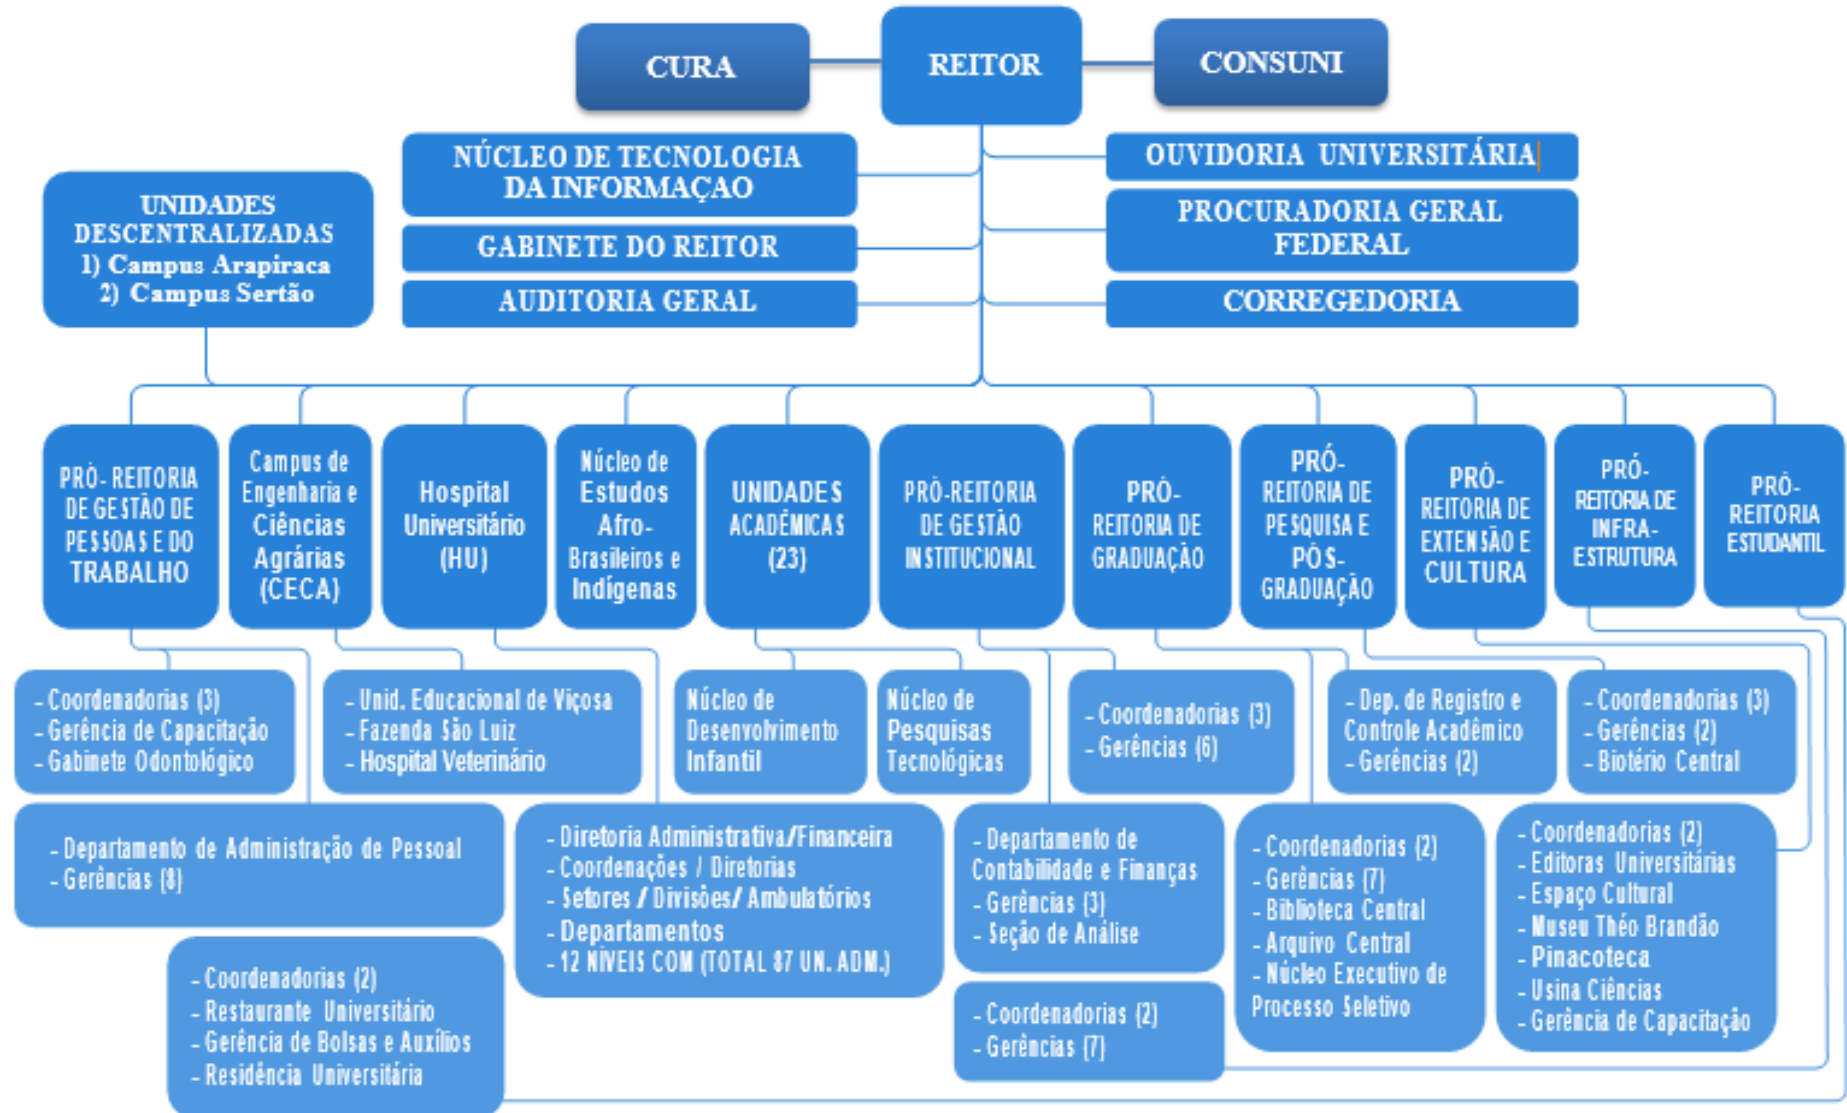 CURA
REITOR
CONSUNI
NÚCLEO DE TECNOLOGIA
DA INFORMAÇAO
OUVIDORIA UNIVERSITÁRIA
UNIDADES
DESCENTRALIZADAS
1) Campus Arapiraca
2) Campus Sertão
GABINETE DO REITOR
PROCURADORIA GERAL
FEDERAL
AUDITORIA GERAL
CORREGEDORIA
PRÓ- REITORIA
DE GESTÃO DE
PESSOAS E DO
TRABALHO
Campus de
Engenharia e
Ciências
Agrárias
(CECA)
Hospital
Universitário
(HU)
Núcleo de
Estudos
Afro-
Brasileiros e
Indígenas
UNIDADES
ACADÊMICAS
(23)
PRÓ-REITORIA
DE GESTÃO
INSTITUCIONAL
PRÓ-
REITORIA DE
GRADUAÇÃO
PRÓ-
REITORIA DE
PESQUISA E
PÓS-
GRADUAÇÃO
PRÓ-
REITORIA DE
EXTENSÃO E
CULTURA
PRÓ-
REITORIA DE
INFRA-
ESTRUTURA
PRÓ-
REITORIA
ESTUDANTIL
- Coordenadorias (3)
- Gerência de Capacitação
- Gabinete Odontológico
- Unid. Educacional de Viçosa
- Fazenda São Luiz
- Hospital Veterinário
Núcleo de
Desenvolvimento
Infantil
Núcleo de
Pesquisas
Tecnológicas
- Coordenadorias (3)
- Gerências (6)
- Dep. de Registro e
Controle Acadêmico
- Gerências (2)
- Coordenadorias (3)
- Gerências (2)
- Biotério Central
- Departamento de Administração de Pessoal
- Gerências (8)
- Diretoria Administrativa/Financeira
- Coordenações / Diretorias
- Setores / Divisões/ Ambulatórios
- Departamentos
- 12 NÍVEIS COM (TOTAL 87 UN. ADM.)
- Departamento de
Contabilidade e Finanças
- Gerências (3)
- Seção de Análise
- Coordenadorias (2)
- Gerências (7)
- Biblioteca Central
- Arquivo Central
- Núcleo Executivo de
Processo Seletivo
- Coordenadorias (2)
- Editoras Universitárias
- Espaço Cultural
- Museu Théo Brandão
- Pinacoteca
- Usina Ciências
- Gerência de Capacitação
- Coordenadorias (2)
- Restaurante Universitário
- Gerência de Bolsas e Auxílios
- Residência Universitária
- Coordenadorias (2)
- Gerências (7)